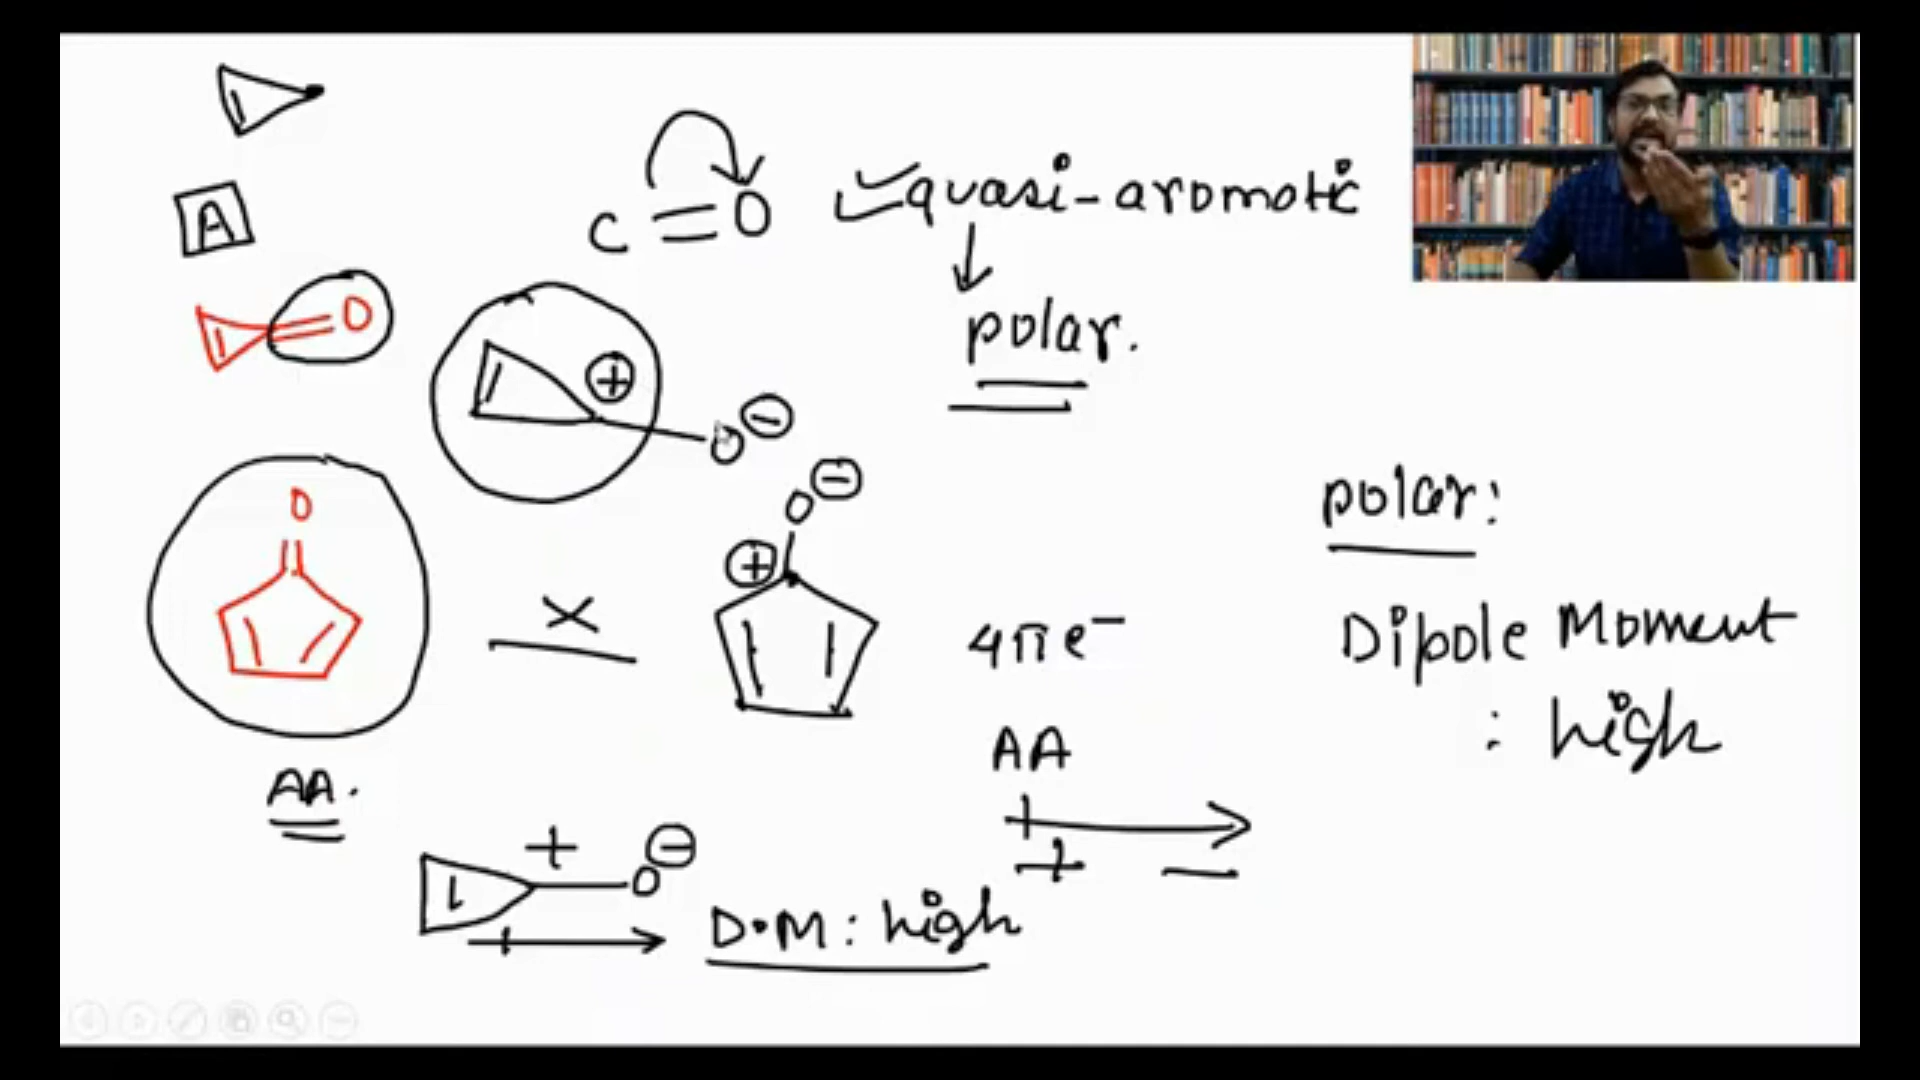 A
C=O
quasi-aromatic
polar.
O
⊕
O⊖
O
O⊖
⊕
X
4πe⁻
polar:
Dipole Moment
: high
AA.
AA
+ −
+ O⊖
D.M: high